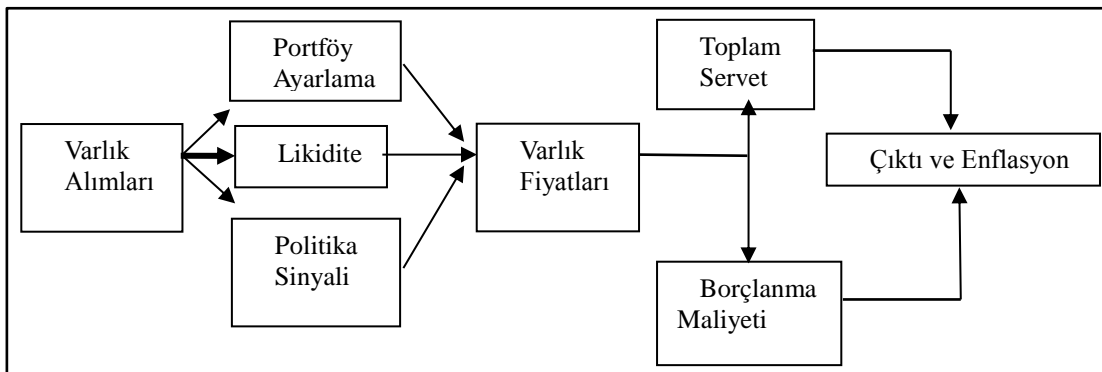 Portföy
Ayarlama
Toplam
Servet
Varlık
Alımları
Likidite
Varlık
Fiyatları
Çıktı ve Enflasyon
Politika
Sinyali
Borçlanma
Maliyeti